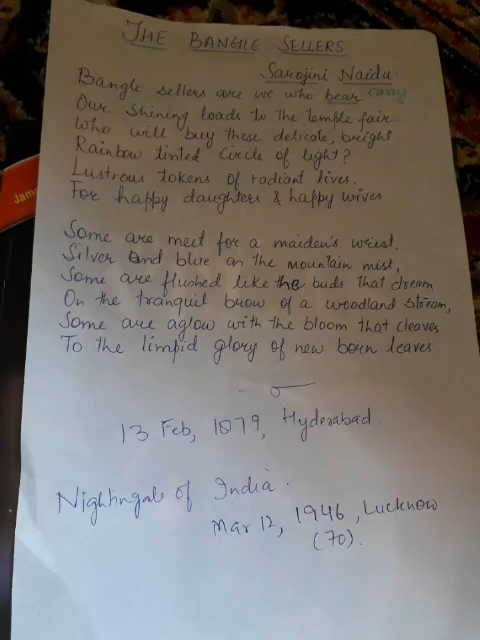 THE BANGLE SELLERS
Sarojini Naidu.
Bangle sellers are we who bear carry
Our shining loads to the temple fair..
Who will buy these delicate, bright
Rainbow tinted circle of light?
Lustrous tokens of radiant lives.
For happy daughters & happy wives.
Some are meet for a maiden's wrist.
Silver and blue an the mountain mist,
Some are flushed like the buds that dream
On the tranquil brow of a woodland stream,
Some are aglow with the bloom that cleaves
To the limpid glory of new born leaves
13 Feb, 1879, Hyderabad.
Nightingale of India.
Mar 12, 1946, Lucknow
(70).
Jam